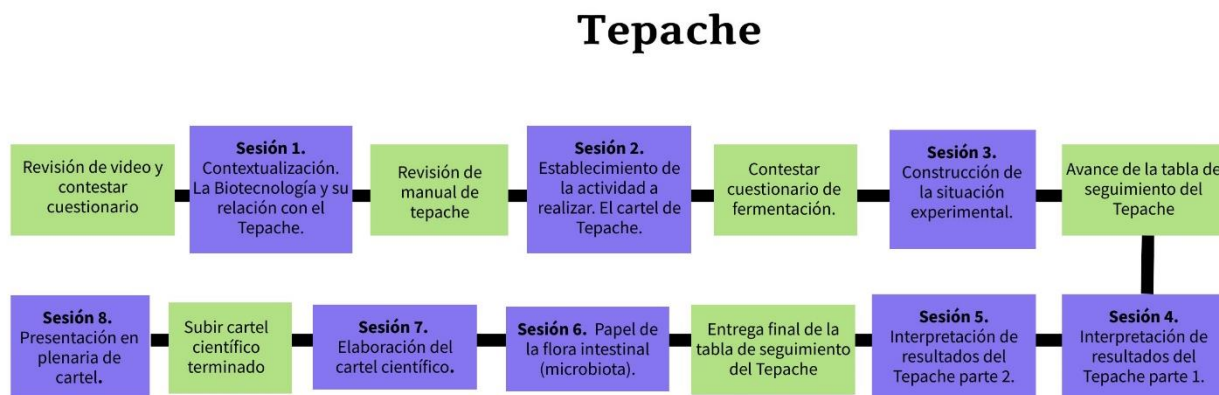 Tepache
Revisión de video y
contestar
cuestionario
Sesión 1.
Contextualización.
La Biotecnología y su
relación con el
Tepache.
Revisión de
manual de
tepache
Sesión 2.
Establecimiento de
la actividad a
realizar. El cartel de
Tepache.
Contestar
cuestionario de
fermentación.
Sesión 3.
Construcción de
la situación
experimental.
Avance de la tabla de
seguimiento del
Tepache
Sesión 4.
Interpretación de
resultados del
Tepache parte 1.
Sesión 5.
Interpretación de
resultados del
Tepache parte 2.
Entrega final de la
tabla de seguimiento
del Tepache
Sesión 6. Papel de
la flora intestinal
(microbiota).
Sesión 7.
Elaboración del
cartel científico.
Subir cartel
científico
terminado
Sesión 8.
Presentación en
plenaria de
cartel.